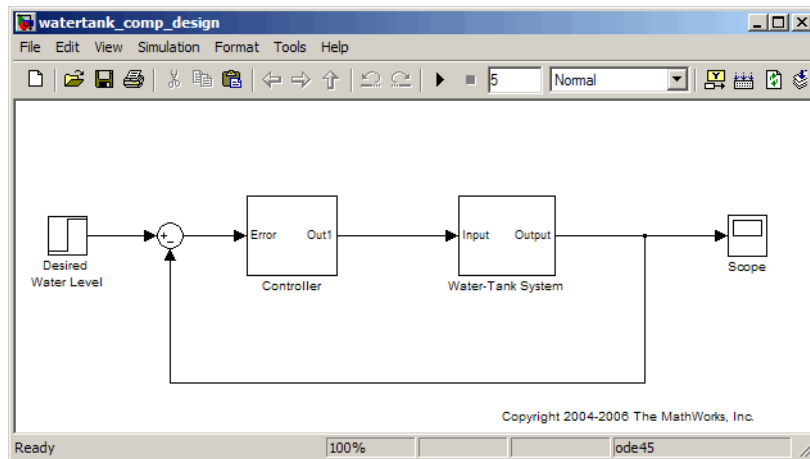 watertank_comp_design
File Edit View Simulation Format Tools Help
5 Normal
Error Out1
Input Output
Desired
Water Level
Controller
Water-Tank System
Scope
Copyright 2004-2006 The MathWorks, Inc.
Ready 100% ode45